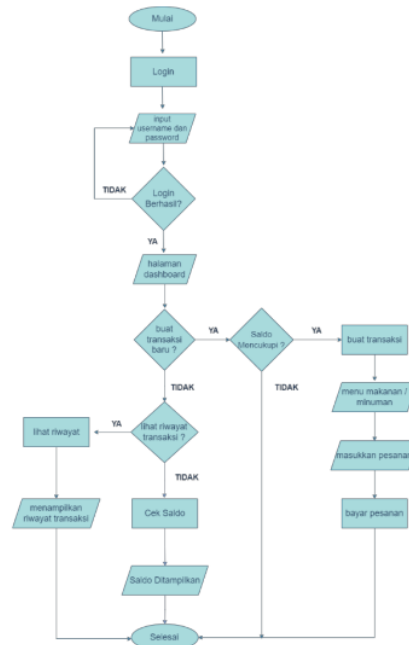 Mulai
Login
input
username dan
password
TIDAK
Login
Berhasil?
YA
halaman
dashboard
buat
transaksi
baru ?
YA
Saldo
Mencukupi ?
YA
buat transaksi
TIDAK
TIDAK
menu makanan /
minuman
lihat riwayat
YA
lihat riwayat
transaksi ?
masukkan pesanan
TIDAK
menampilkan
riwayat transaksi
Cek Saldo
bayar pesanan
Saldo Ditampilkan
Selesai